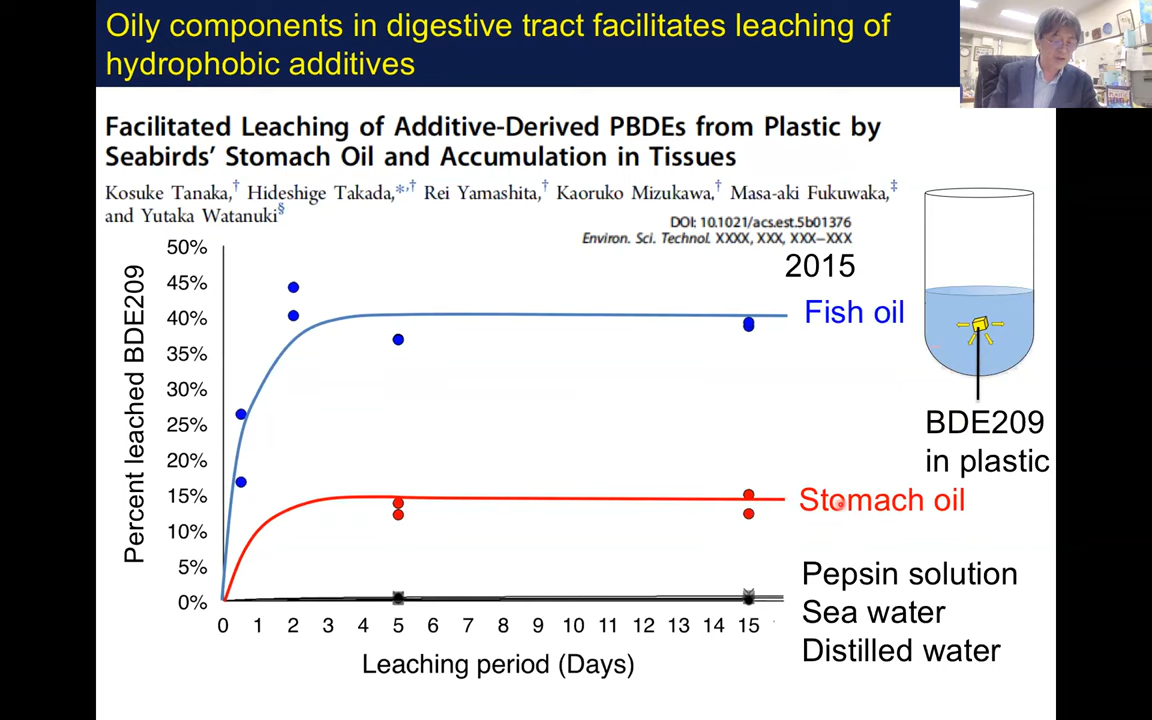 Oily components in digestive tract facilitates leaching of
hydrophobic additives
Facilitated Leaching of Additive-Derived PBDEs from Plastic by
Seabirds' Stomach Oil and Accumulation in Tissues
Kosuke Tanaka,† Hideshige Takada,*,† Rei Yamashita,† Kaoruko Mizukawa,† Masa-aki Fukuwaka,‡
and Yutaka Watanuki§
DOI: 10.1021/acs.est.5b01376
Environ. Sci. Technol. XXXX, XXX, XXX−XXX
2015
Percent leached BDE209
50%
45%
40%
35%
30%
25%
20%
15%
10%
5%
0%
0 1 2 3 4 5 6 7 8 9 10 11 12 13 14 15
Leaching period (Days)
Fish oil
BDE209
in plastic
Stomach oil
Pepsin solution
Sea water
Distilled water